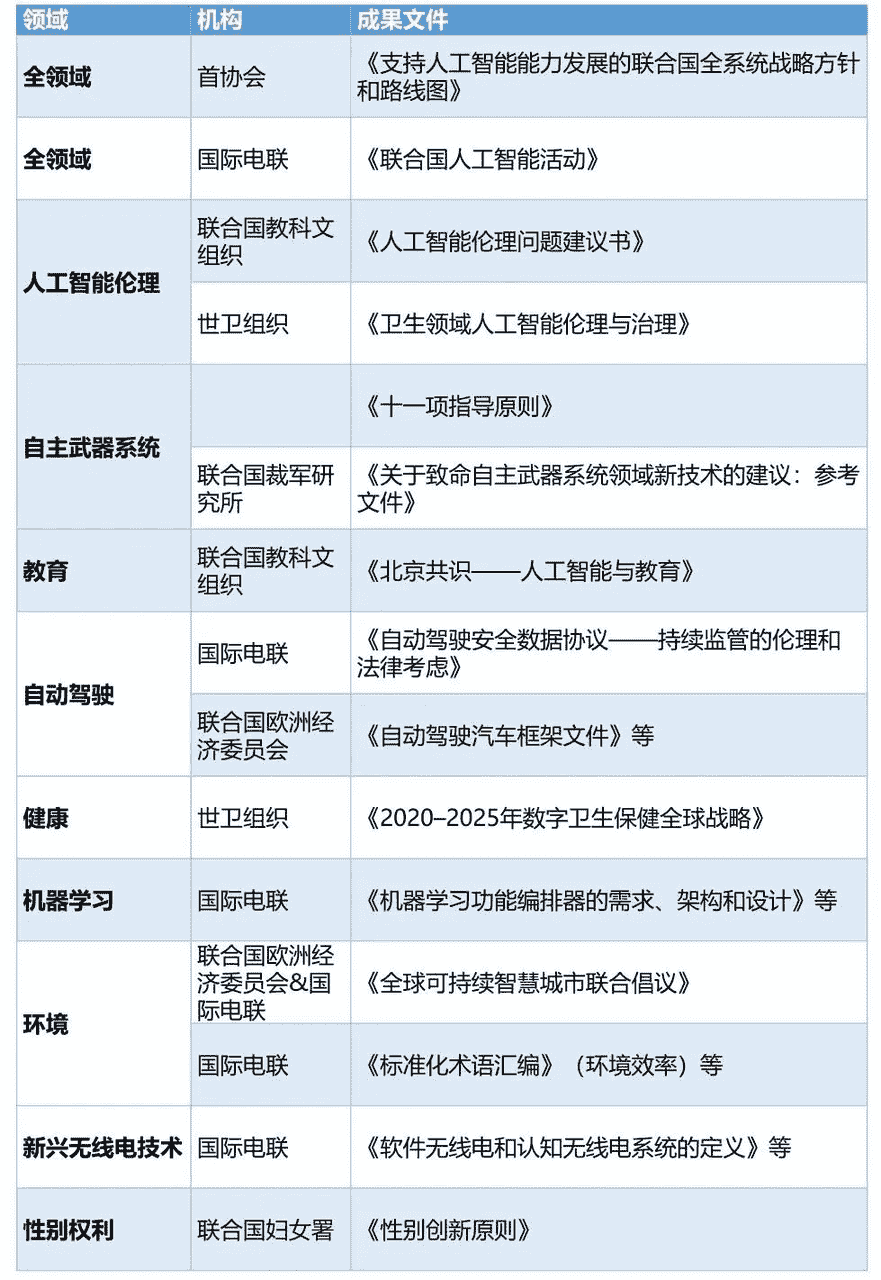 领域 机构 成果文件
全领域 首协会 《支持人工智能能力发展的联合国全系统战略方针
和路线图》
全领域 国际电联 《联合国人工智能活动》
人工智能伦理
联合国教科文
组织
《人工智能伦理问题建议书》
世卫组织 《卫生领域人工智能伦理与治理》
自主武器系统
《十一项指导原则》
联合国裁军研
究所
《关于致命自主武器系统领域新技术的建议：参考
文件》
教育
联合国教科文
组织
《北京共识——人工智能与教育》
自动驾驶
国际电联
《自动驾驶安全数据协议——持续监管的伦理和
法律考虑》
联合国欧洲经
济委员会
《自动驾驶汽车框架文件》等
健康 世卫组织 《2020–2025年数字卫生保健全球战略》
机器学习 国际电联 《机器学习功能编排器的需求、架构和设计》等
环境
联合国欧洲经
济委员会&国
际电联
《全球可持续智慧城市联合倡议》
国际电联 《标准化术语汇编》（环境效率）等
新兴无线电技术 国际电联 《软件无线电和认知无线电系统的定义》等
性别权利 联合国妇女署 《性别创新原则》